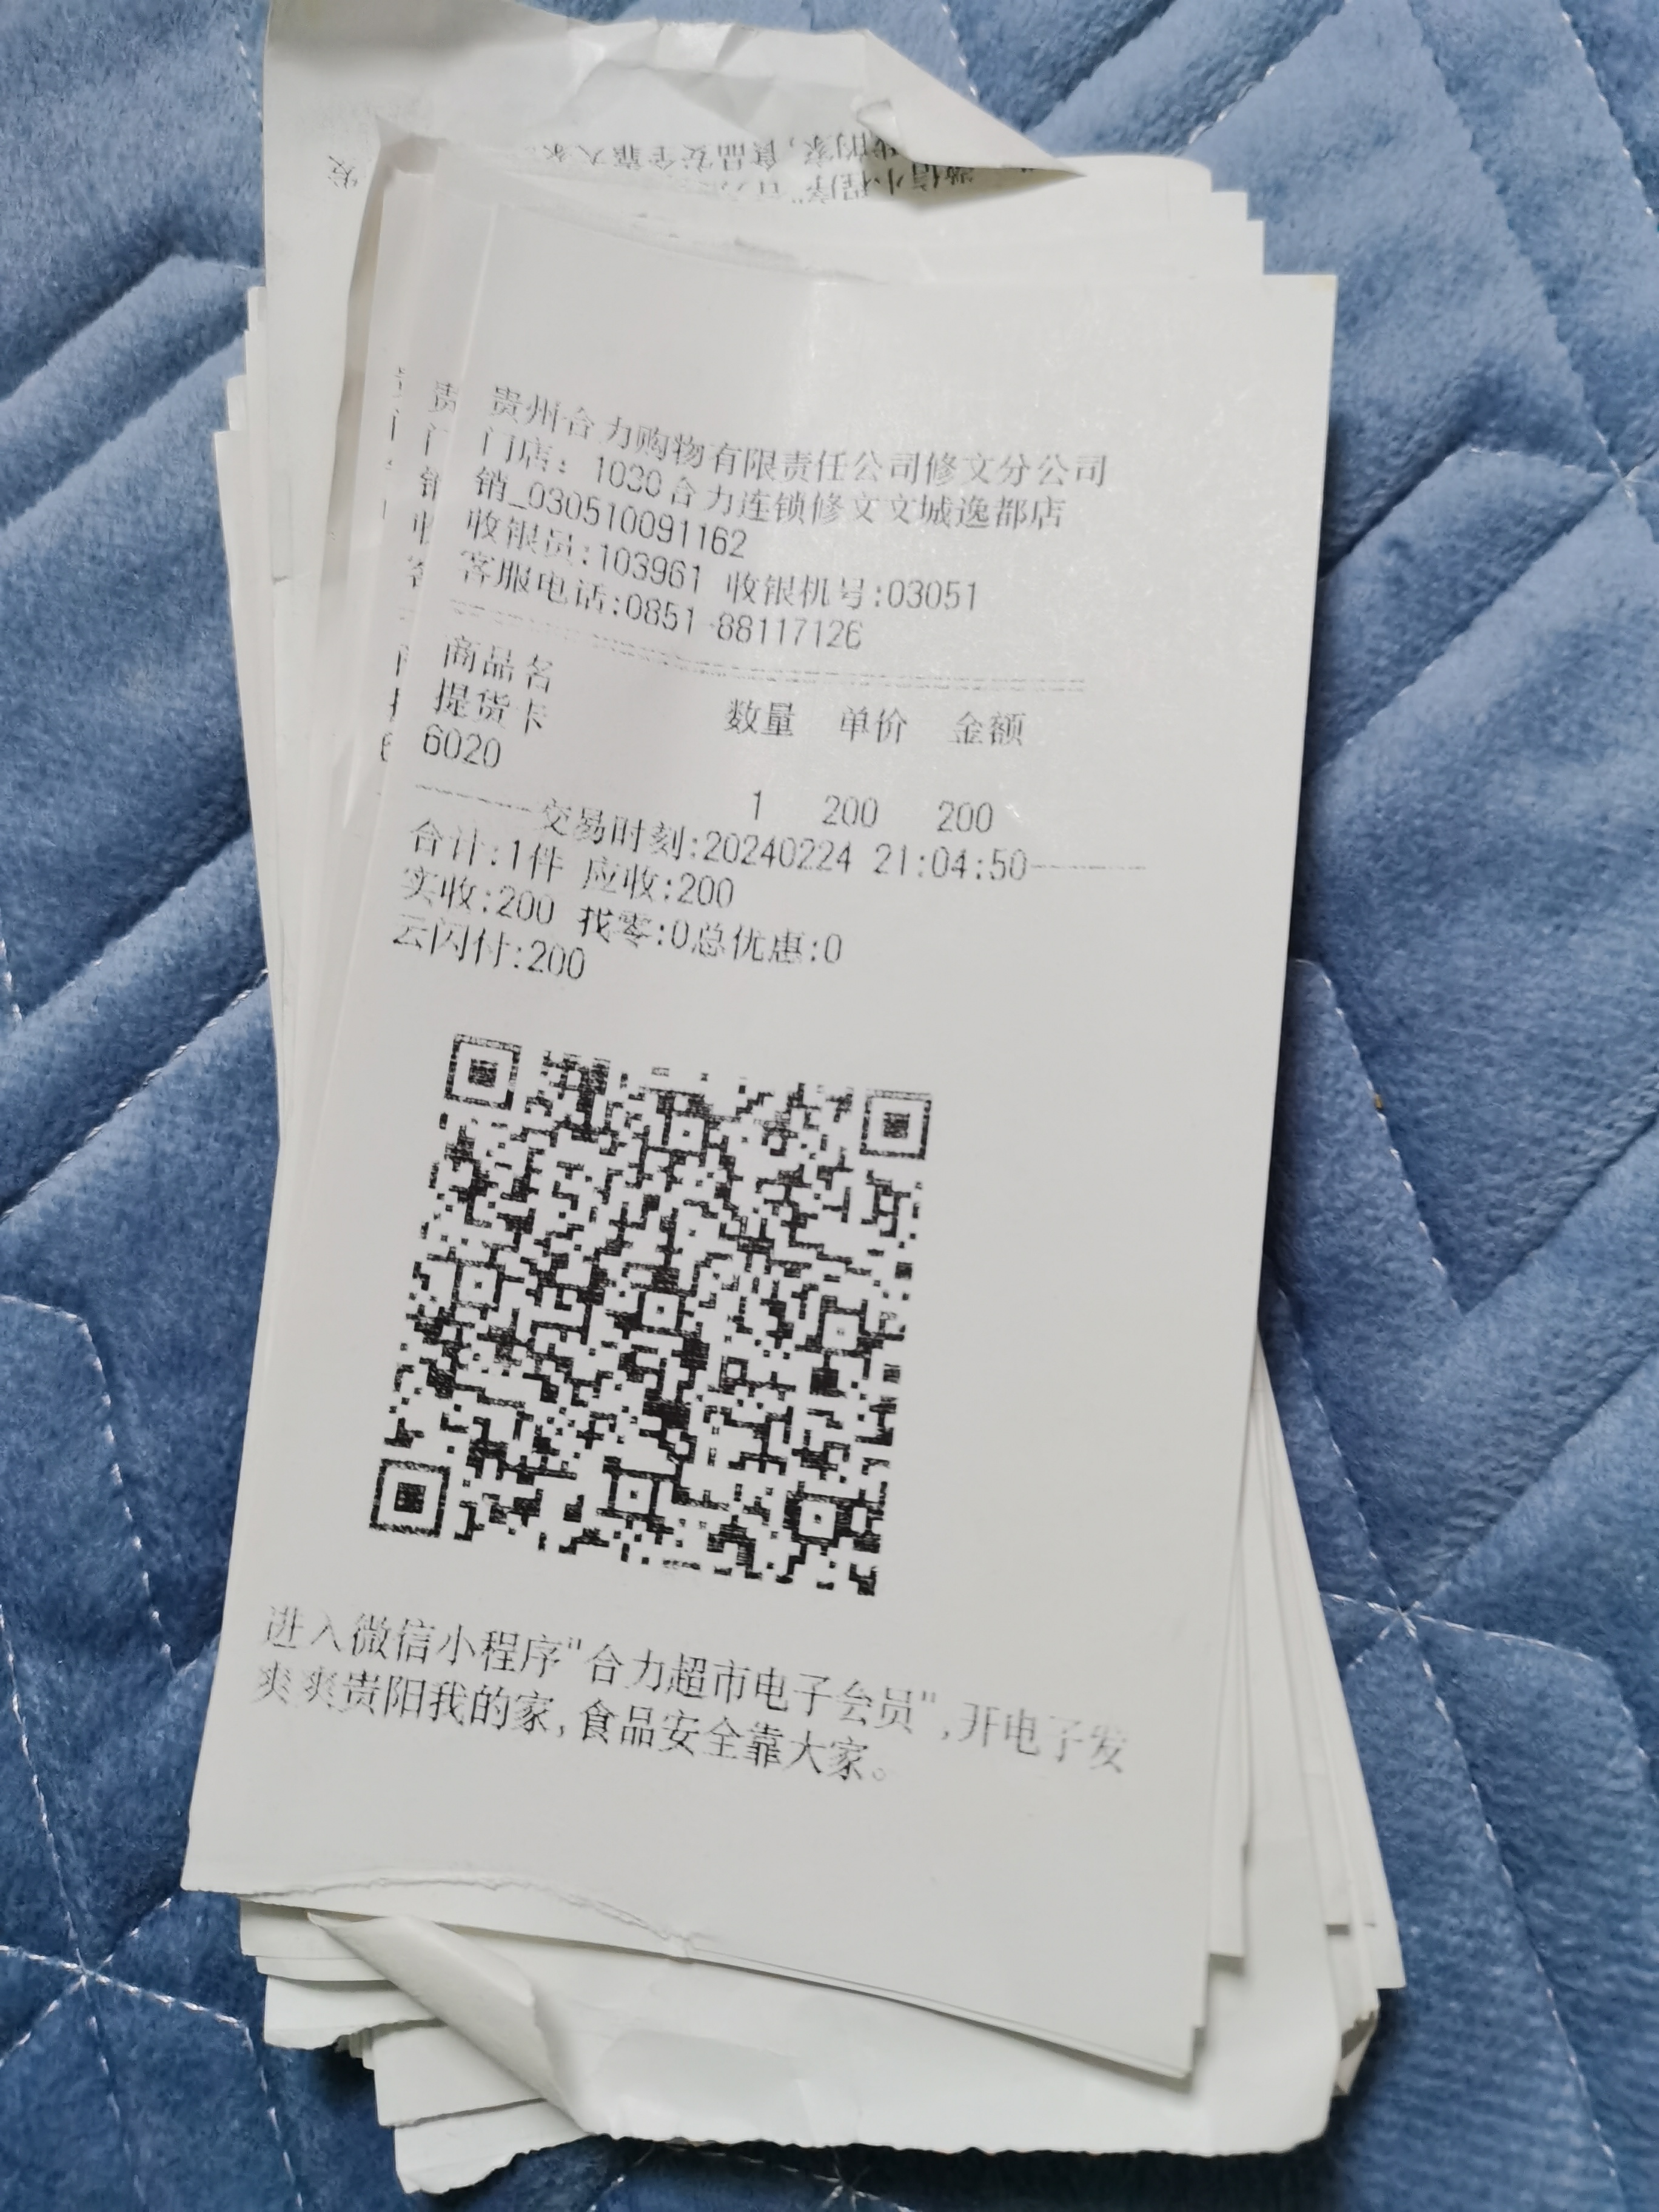 贵州合力购物有限责任公司修文分公司
门店：1030合力连锁修文文城逸都店
销_030510091162
收银员:103961 收银机号:03051
客服电话:0851-88117126
商品名 数量 单价 金额
提货卡
6020 1 200 200
交易时刻:20240224 21:04:50
合计:1件 应收:200
实收:200 找零:0总优惠:0
云闪付:200
进入微信小程序"合力超市电子会员",开电子发
爽爽贵阳我的家,食品安全靠大家。